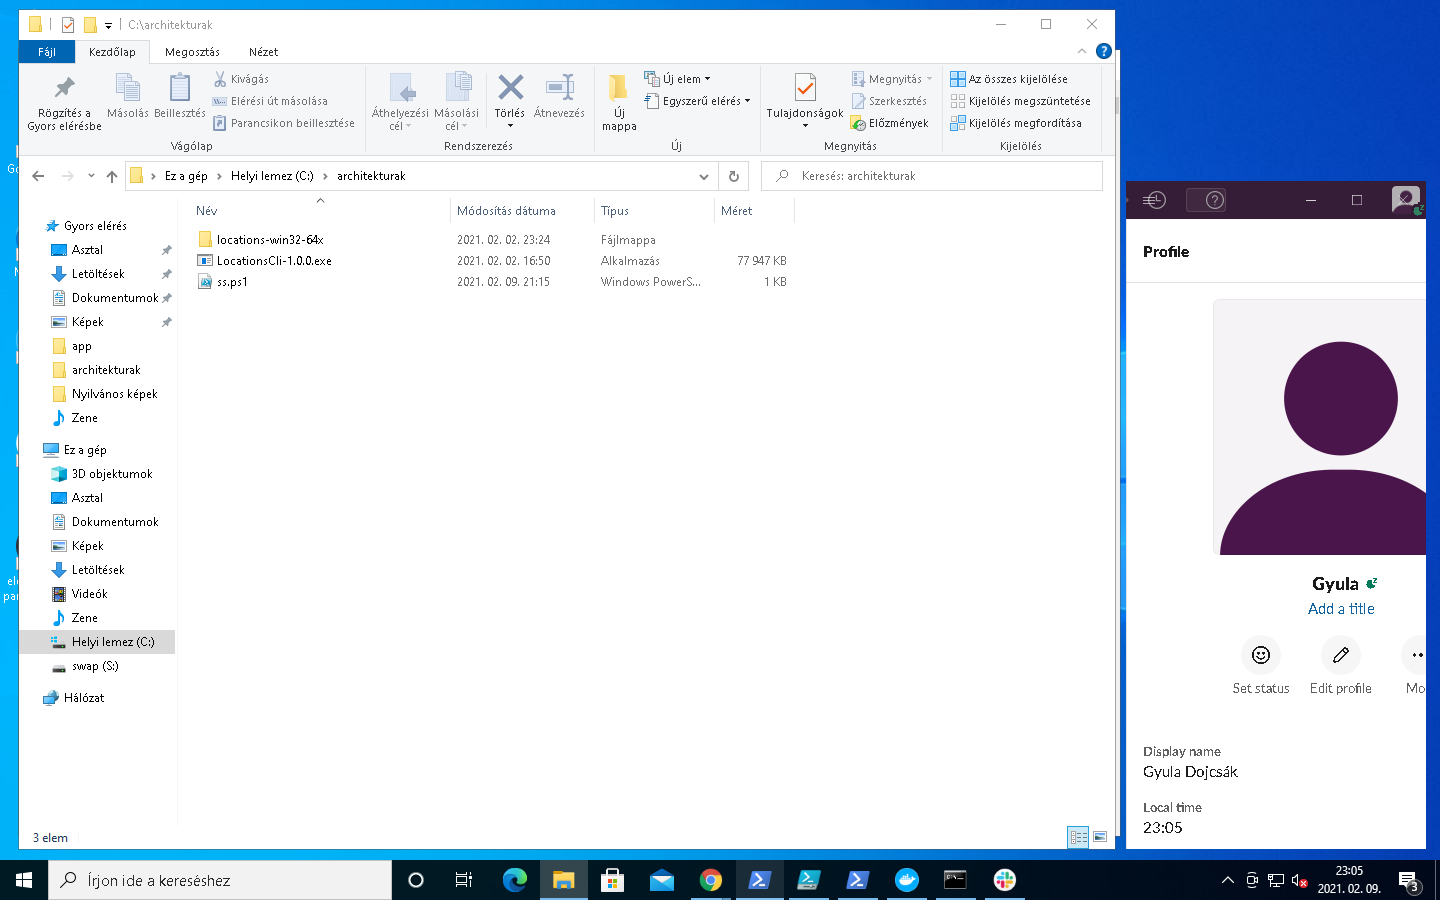 C:\architekturak
Fájl
Kezdőlap
Megosztás
Nézet
Rögzítés a
Gyors elérésbe
Másolás
Beillesztés
Kivágás
Elérési út másolása
Parancsikon beillesztése
Vágólap
Áthelyezési
cél
Másolási
cél
Törlés
Átnevezés
Rendszerezés
Új
mappa
Új elem
Egyszerű elérés
Új
Tulajdonságok
Megnyitás
Szerkesztés
Előzmények
Megnyitás
Az összes kijelölése
Kijelölés megszüntetése
Kijelölés megfordítása
Kijelölés
Ez a gép
Helyi lemez (C:)
architekturak
Keresés: architekturak
Név
Módosítás dátuma
Típus
Méret
locations-win32-64x 2021. 02. 02. 23:24 Fájlmappa
LocationsCli-1.0.0.exe 2021. 02. 02. 16:50 Alkalmazás 77 947 KB
ss.ps1 2021. 02. 09. 21:15 Windows PowerS... 1 KB
Gyors elérés
Asztal
Letöltések
Dokumentumok
Képek
app
architekturak
Nyilvános képek
Zene
Ez a gép
3D objektumok
Asztal
Dokumentumok
Képek
Letöltések
Videók
Zene
Helyi lemez (C:)
swap (S:)
Hálózat
3 elem
Profile
Gyula
Add a title
Set status
Edit profile
Mo
Display name
Gyula Dojcsák
Local time
23:05
Írjon ide a kereséshez
23:05
2021. 02. 09.
3